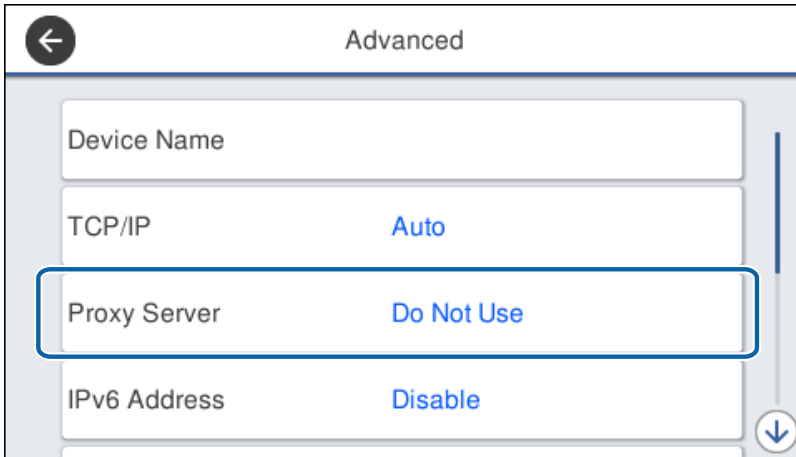 Advanced
Device Name
TCP/IP Auto
Proxy Server Do Not Use
IPv6 Address Disable